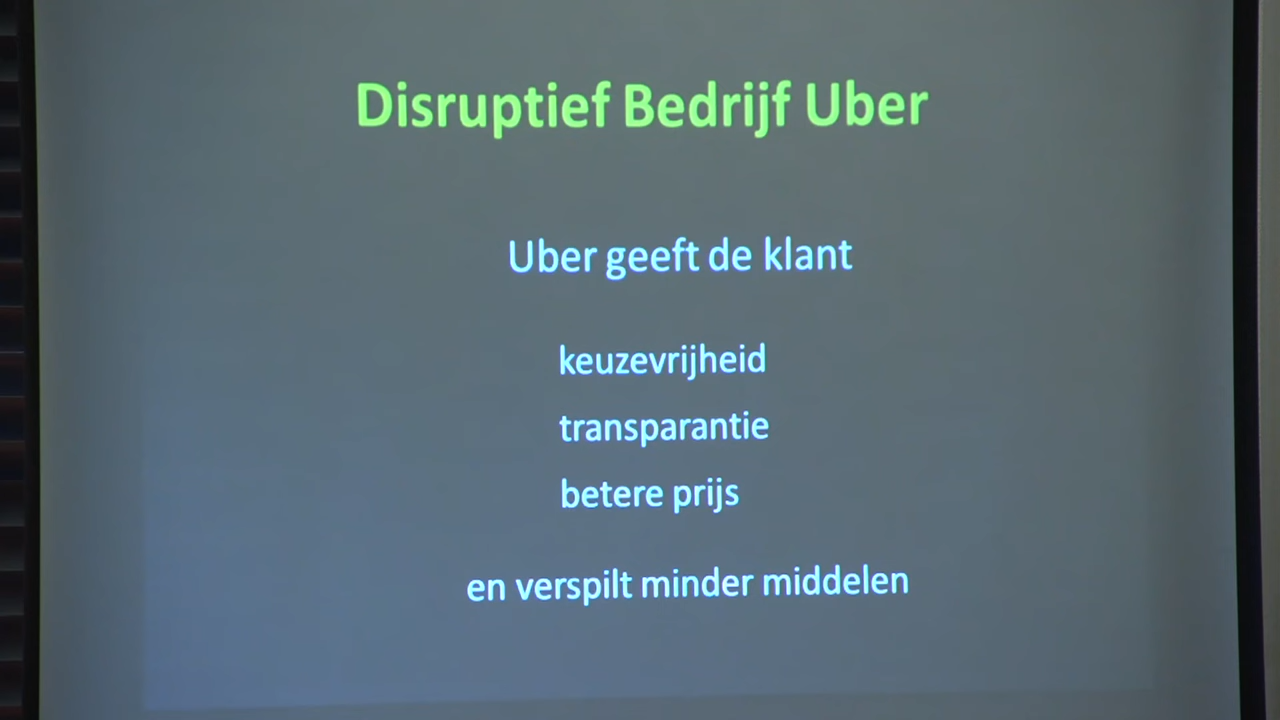 Disruptief Bedrijf Uber
Uber geeft de klant
keuzevrijheid
transparantie
betere prijs
en verspilt minder middelen